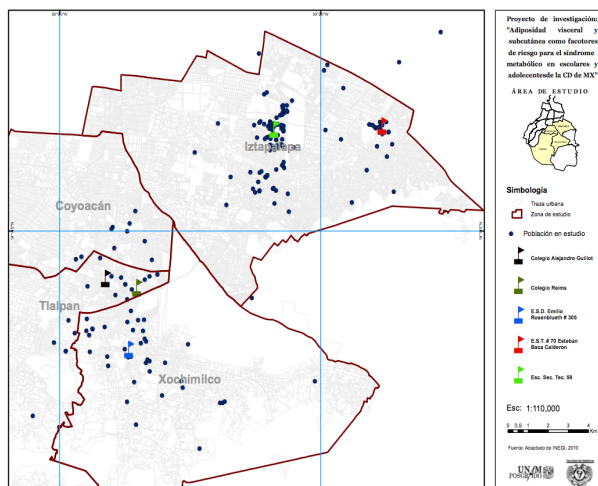 Iztapalapa
Coyoacán
Tlalpan
Xochimilco
Proyecto de investigación:
"Adiposidad visceral y
subcutánea como facotores
de riesgo para el síndrome
metabólico en escolares y
adolecentesde la CD de MX"
ÁREA DE ESTUDIO
Simbología
Traza urbana
Zona de estudio
Población en estudio
Colegio Alejandro Guillot
Colegio Reims
E.S.D. Emilio
Rosenblueth # 305
E.S.T. # 70 Esteban
Baca Calderon
Esc. Sec. Tec. 58
Esc: 1:110,000
0 0.5 1 2 3 4
Km
Fuente: Adaptado de INEGI, 2010
UNAM
POSGRADO